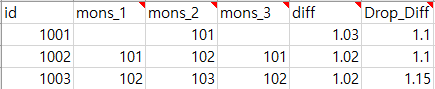 id mons_1 mons_2 mons_3 diff Drop_Diff
1001 101 1.03 1.1
1002 101 102 101 1.02 1.1
1003 102 103 102 1.02 1.15